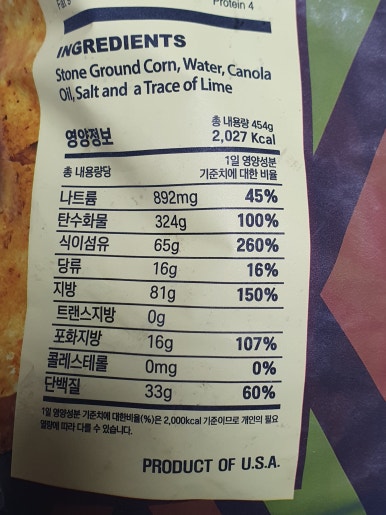 Protein 4
INGREDIENTS
Stone Ground Corn, Water, Canola
Oil, Salt and a Trace of Lime
영양정보
총 내용량 454g
2,027 Kcal
총 내용량당
1일 영양성분
기준치에 대한 비율
나트륨 892mg 45%
탄수화물 324g 100%
식이섬유 65g 260%
당류 16g 16%
지방 81g 150%
트랜스지방 0g
포화지방 16g 107%
콜레스테롤 0mg 0%
단백질 33g 60%
1일 영양성분 기준치에 대한비율(%)은 2,000kcal 기준이므로 개인의 필요
열량에 따라 다를 수 있습니다.
PRODUCT OF U.S.A.